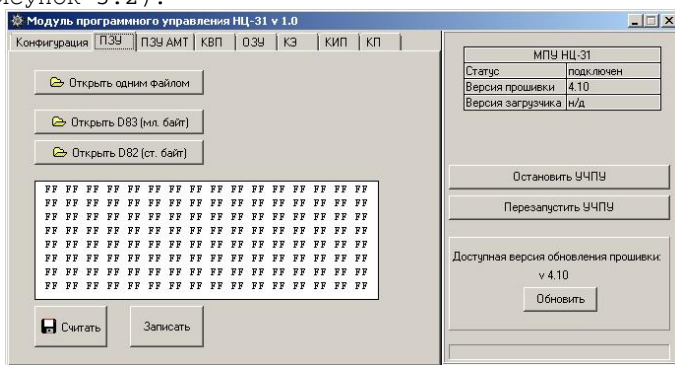 исунок 3.2).
Модуль программного управления НЦ-31 v 1.0
Конфигурация ПЗУ ПЗУ АМТ КВП ОЗУ КЭ КИП КП
Открыть одним файлом
Открыть D83 (мл. байт)
Открыть D82 (ст. байт)
FF FF FF FF FF FF FF FF FF FF FF FF FF FF FF FF
FF FF FF FF FF FF FF FF FF FF FF FF FF FF FF FF
FF FF FF FF FF FF FF FF FF FF FF FF FF FF FF FF
FF FF FF FF FF FF FF FF FF FF FF FF FF FF FF FF
FF FF FF FF FF FF FF FF FF FF FF FF FF FF FF FF
FF FF FF FF FF FF FF FF FF FF FF FF FF FF FF FF
FF FF FF FF FF FF FF FF FF FF FF FF FF FF FF FF
FF FF FF FF FF FF FF FF FF FF FF FF FF FF FF FF
Считать Записать
МПУ НЦ-31
Статус подключен
Версия прошивки 4.10
Версия загрузчика н/д
Остановить УЧПУ
Перезапустить УЧПУ
Доступная версия обновления прошивки:
v 4.10
Обновить